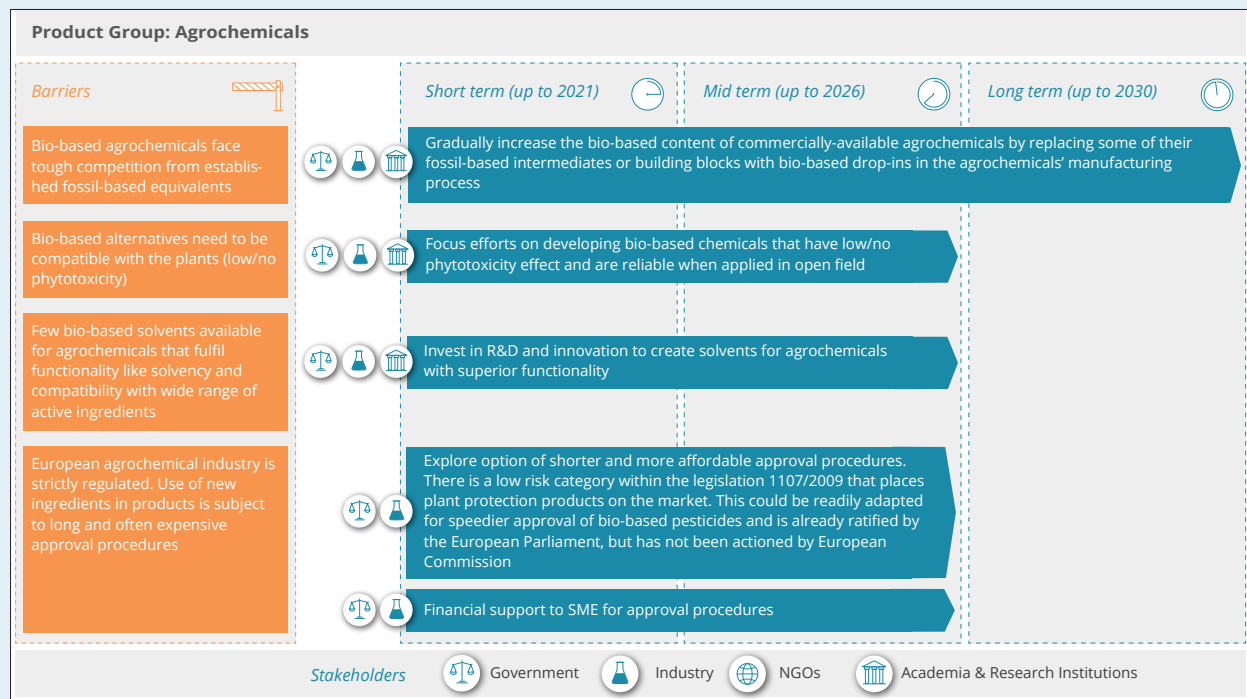 Product Group: Agrochemicals
Barriers
Short term (up to 2021)
Mid term (up to 2026)
Long term (up to 2030)
Bio-based agrochemicals face
tough competition from establis-
hed fossil-based equivalents
Gradually increase the bio-based content of commercially-available agrochemicals by replacing some of their
fossil-based intermediates or building blocks with bio-based drop-ins in the agrochemicals’ manufacturing
process
Bio-based alternatives need to be
compatible with the plants (low/no
phytotoxicity)
Focus efforts on developing bio-based chemicals that have low/no
phytotoxicity effect and are reliable when applied in open field
Few bio-based solvents available
for agrochemicals that fulfil
functionality like solvency and
compatibility with wide range of
active ingredients
Invest in R&D and innovation to create solvents for agrochemicals
with superior functionality
European agrochemical industry is
strictly regulated. Use of new
ingredients in products is subject
to long and often expensive
approval procedures
Explore option of shorter and more affordable approval procedures.
There is a low risk category within the legislation 1107/2009 that places
plant protection products on the market. This could be readily adapted
for speedier approval of bio-based pesticides and is already ratified by
the European Parliament, but has not been actioned by European
Commission
Financial support to SME for approval procedures
Stakeholders
Government
Industry
NGOs
Academia & Research Institutions